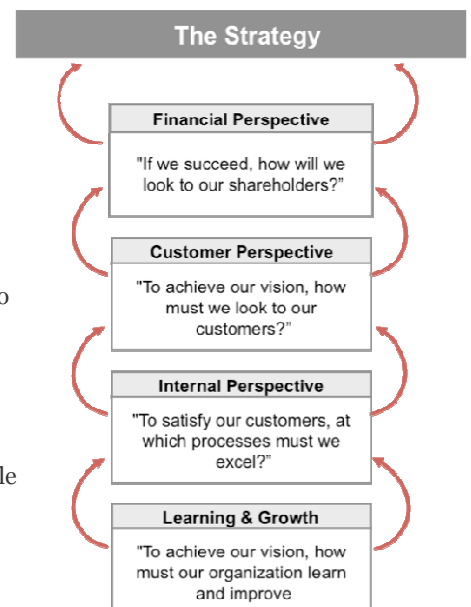 The Strategy
Financial Perspective
"If we succeed, how will we
look to our shareholders?"
Customer Perspective
"To achieve our vision, how
must we look to our
customers?"
o
Internal Perspective
"To satisfy our customers, at
which processes must we
excel?"
le
Learning & Growth
"To achieve our vision, how
must our organization learn
and improve